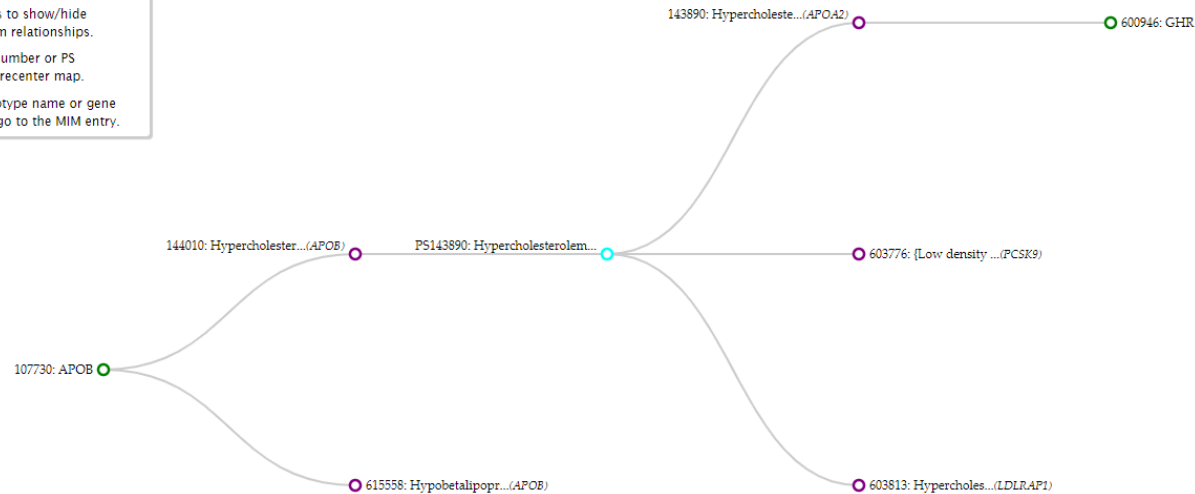 s to show/hide
m relationships.
umber or PS
recenter map.
otype name or gene
go to the MIM entry.
143890: Hypercholeste...(APOA2)
600946: GHR
144010: Hypercholester...(APOB)
PS143890: Hypercholesterolem...
603776: {Low density ...(PCSK9)
107730: APOB
615558: Hypobetalipopr...(APOB)
603813: Hypercholes...(LDLRAP1)